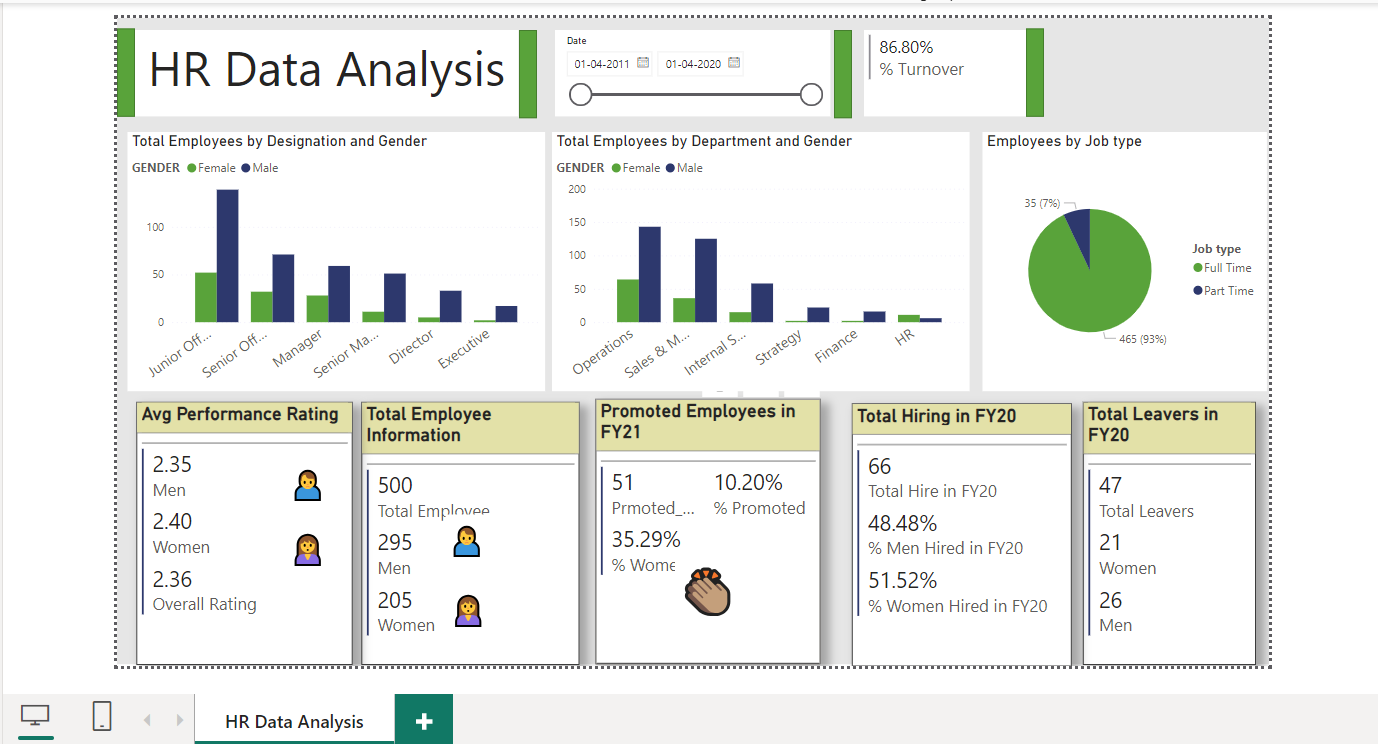 HR Data Analysis
Date
01-04-2011
01-04-2020
86.80%
% Turnover
Total Employees by Designation and Gender
GENDER Female Male
100
50
0
Junior Off...
Senior Off...
Manager
Senior Ma...
Director
Executive
Total Employees by Department and Gender
GENDER Female Male
200
150
100
50
0
Operations
Sales & M...
Internal S...
Strategy
Finance
HR
Employees by Job type
35 (7%)
465 (93%)
Job type
Full Time
Part Time
Avg Performance Rating
2.35
Men
2.40
Women
2.36
Overall Rating
Total Employee
Information
500
Total Employee
295
Men
205
Women
Promoted Employees in
FY21
51
Prmoted_...
10.20%
% Promoted
35.29%
% Wome
Total Hiring in FY20
66
Total Hire in FY20
48.48%
% Men Hired in FY20
51.52%
% Women Hired in FY20
Total Leavers in
FY20
47
Total Leavers
21
Women
26
Men
HR Data Analysis